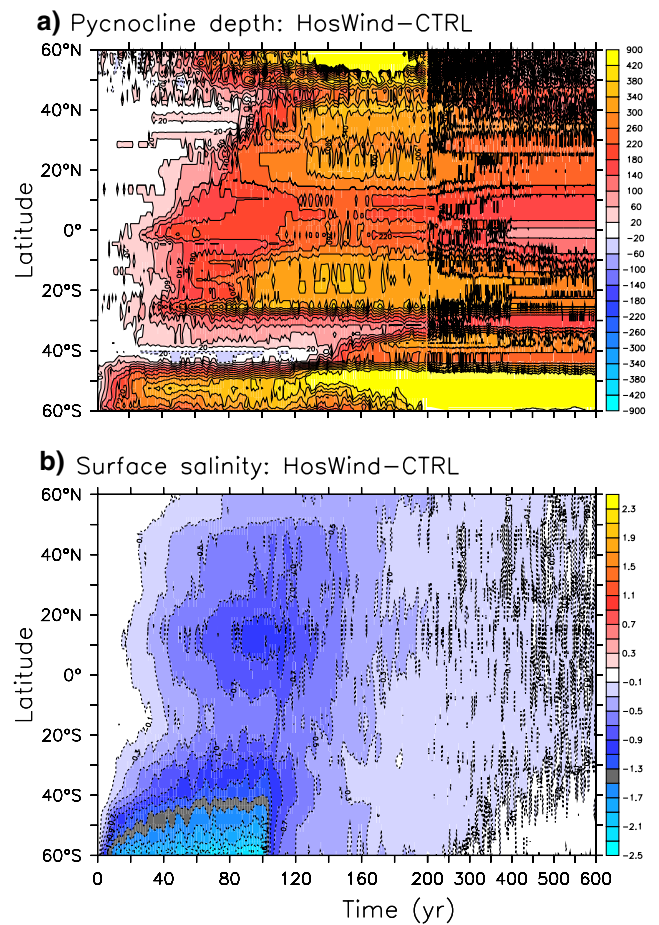 a) Pycnocline depth: HosWind-CTRL
60°N
40°N
20°N
0°
20°S
40°S
60°S
Latitude
900
420
380
340
300
260
220
180
140
100
60
20
-20
-60
-100
-140
-180
-220
-260
-300
-340
-380
-420
-900
b) Surface salinity: HosWind-CTRL
60°N
40°N
20°N
0°
20°S
40°S
60°S
Latitude
2.3
1.9
1.5
1.1
0.7
0.3
-0.1
-0.5
-0.9
-1.3
-1.7
-2.1
-2.5
0 40 80 120 160 200 300 400 500 600
Time (yr)